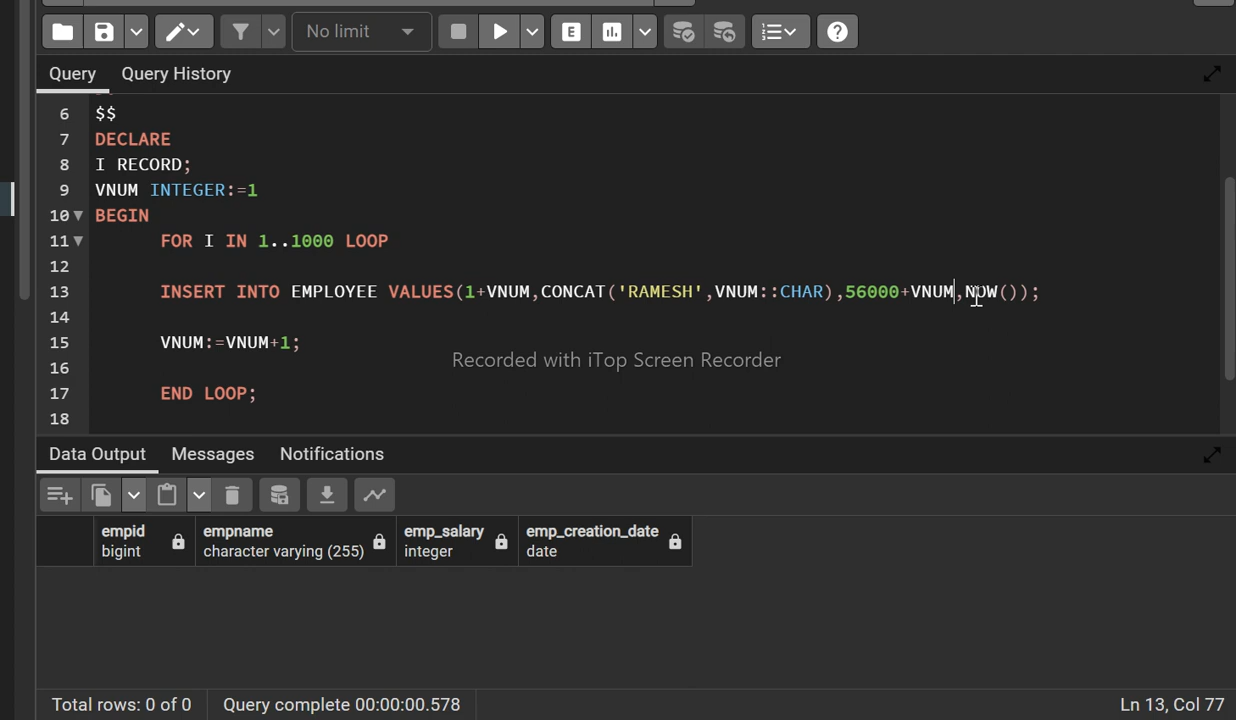 No limit
Query Query History
6 $$
7 DECLARE
8 I RECORD;
9 VNUM INTEGER:=1
10 BEGIN
11 FOR I IN 1..1000 LOOP
12
13 INSERT INTO EMPLOYEE VALUES(1+VNUM,CONCAT('RAMESH',VNUM::CHAR),56000+VNUM,NOW());
14
15 VNUM:=VNUM+1;
Recorded with iTop Screen Recorder
16
17 END LOOP;
18
Data Output Messages Notifications
empid empname emp_salary emp_creation_date
bigint character varying (255) integer date
Total rows: 0 of 0 Query complete 00:00:00.578 Ln 13, Col 77